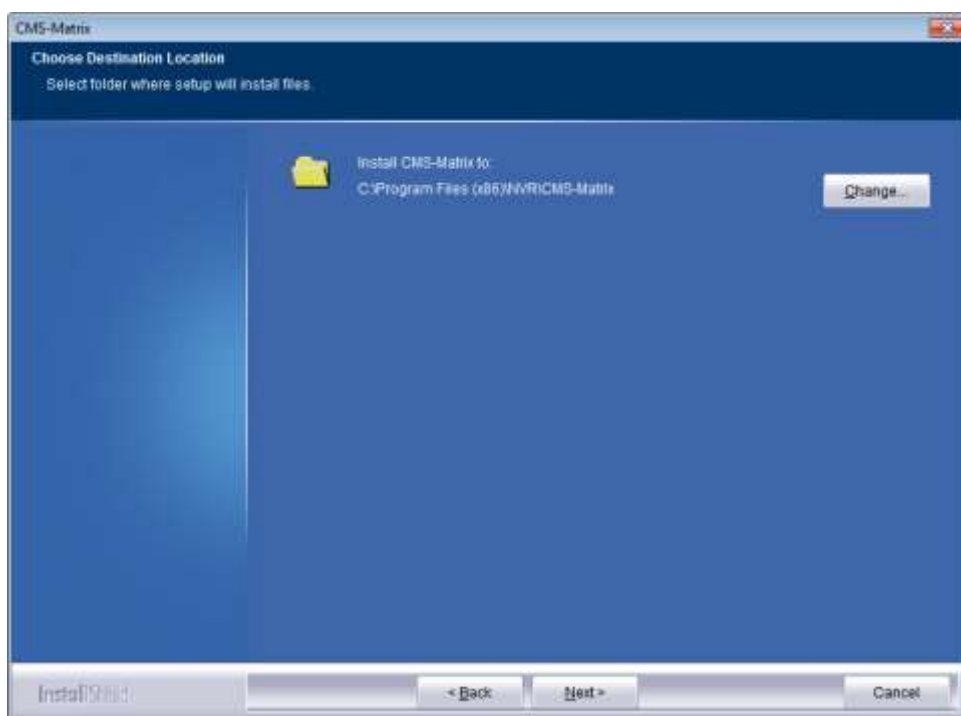 CMS-Matrix
Choose Destination Location
Select folder where setup will install files.
Install CMS-Matrix to:
C:\Program Files (x86)\NVR\CMS-Matrix
Change...
InstallShield
< Back
Next >
Cancel